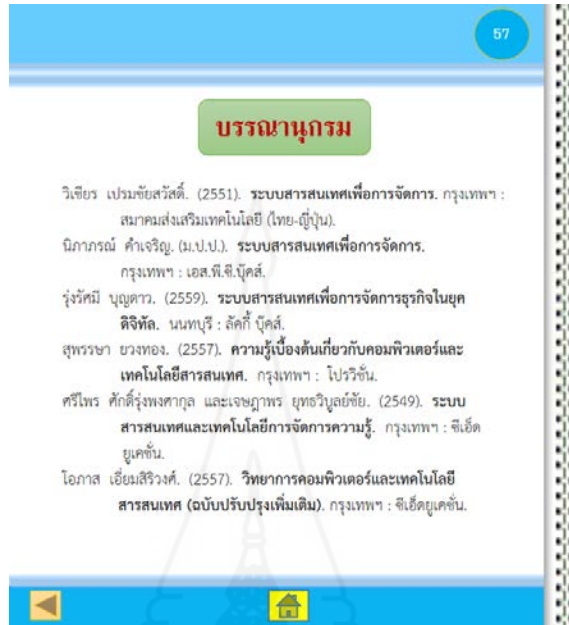 57
บรรณานุกรม
วิเชียร เปรมชัยสวัสดิ์. (2551). ระบบสารสนเทศเพื่อการจัดการ. กรุงเทพฯ :
สมาคมส่งเสริมเทคโนโลยี (ไทย-ญี่ปุ่น).
นิภาภรณ์ คำเจริญ. (ม.ป.ป.). ระบบสารสนเทศเพื่อการจัดการ.
กรุงเทพฯ : เอส.พี.ซี.บุ๊คส์.
รุ่งรัศมี บุญดาว. (2559). ระบบสารสนเทศเพื่อการจัดการธุรกิจในยุค
ดิจิทัล. นนทบุรี : ลัคกี้ บุ๊คส์.
สุพรรษา ยวงทอง. (2557). ความรู้เบื้องต้นเกี่ยวกับคอมพิวเตอร์และ
เทคโนโลยีสารสนเทศ. กรุงเทพฯ : โปรวิชั่น.
ศรีไพร ศักดิ์รุ่งพงศากุล และเจษฎาพร ยุทธวิบูลย์ชัย. (2549). ระบบ
สารสนเทศและเทคโนโลยีการจัดการความรู้. กรุงเทพฯ : ซีเอ็ด
ยูเคชั่น.
โอภาส เอี่ยมสิริวงศ์. (2557). วิทยาการคอมพิวเตอร์และเทคโนโลยี
สารสนเทศ (ฉบับปรับปรุงเพิ่มเติม). กรุงเทพฯ : ซีเอ็ดยูเคชั่น.